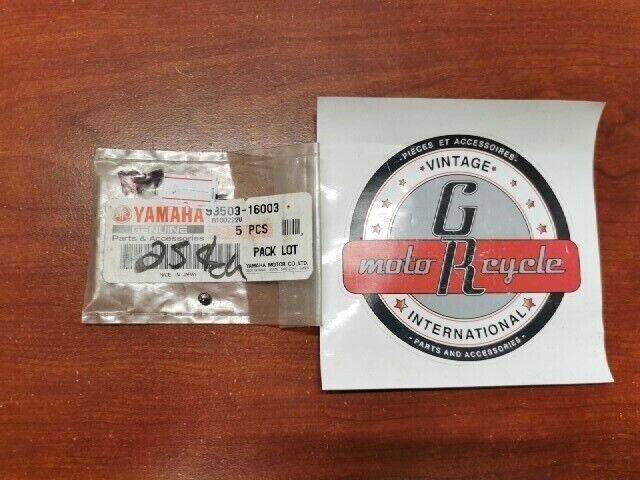 YAMAHA
GENUINE
Parts & Accessories
MADE IN JAPAN
93503-16003
5 PCS
PACK LOT
YAMAHA MOTOR CO., LTD.
PIÈCES ET ACCESSOIRES
VINTAGE
G
moto R cycle
INTERNATIONAL
PARTS AND ACCESSORIES